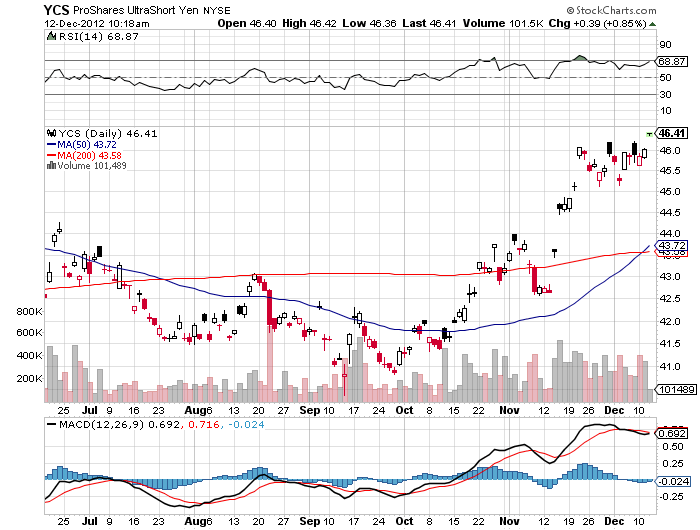 YCS ProShares UltraShort Yen NYSE © StockCharts.com
12-Dec-2012 10:18am Open 46.40 High 46.42 Low 46.36 Last 46.41 Volume 101.5K Chg +0.39 (+0.85%)
RSI(14) 68.87
90
70
68.87
50
30
10
YCS (Daily) 46.41
MA(50) 43.72
MA(200) 43.58
Volume 101,489
46.41
46.0
45.5
45.0
44.5
44.0
43.72
43.58
43.0
42.5
42.0
41.5
41.0
800K
600K
400K
200K
101489
25 Jul 9 16 23 Aug 6 13 20 27 Sep 10 17 24 Oct 8 15 22 Nov 5 12 19 26 Dec 10
MACD(12,26,9) 0.692, 0.716, -0.024
0.692
0.50
0.25
-0.024
-0.25
25 Jul 9 16 23 Aug 6 13 20 27 Sep 10 17 24 Oct 8 15 22 Nov 5 12 19 26 Dec 10